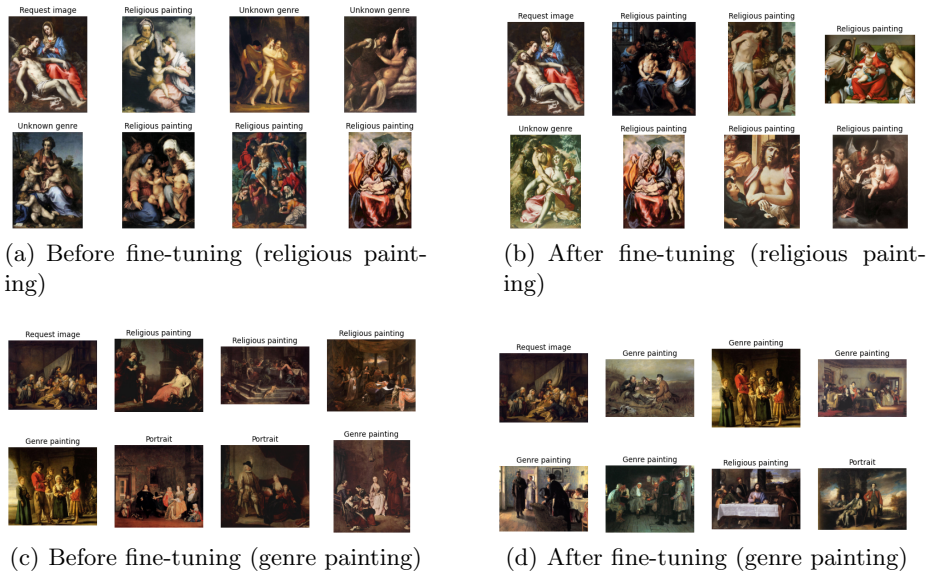 Request image
Religious painting
Unknown genre
Unknown genre
Unknown genre
Religious painting
Religious painting
Religious painting
(a) Before fine-tuning (religious paint-
ing)
Request image
Religious painting
Religious painting
Religious painting
Unknow genre
Religious painting
Religious painting
Religious painting
(b) After fine-tuning (religious paint-
ing)
Request image
Religious painting
Religious painting
Religious painting
Genre painting
Portrait
Portrait
Genre painting
(c) Before fine-tuning (genre painting)
Request image
Genre painting
Genre painting
Genre painting
Genre painting
Genre painting
Religious painting
Portrait
(d) After fine-tuning (genre painting)